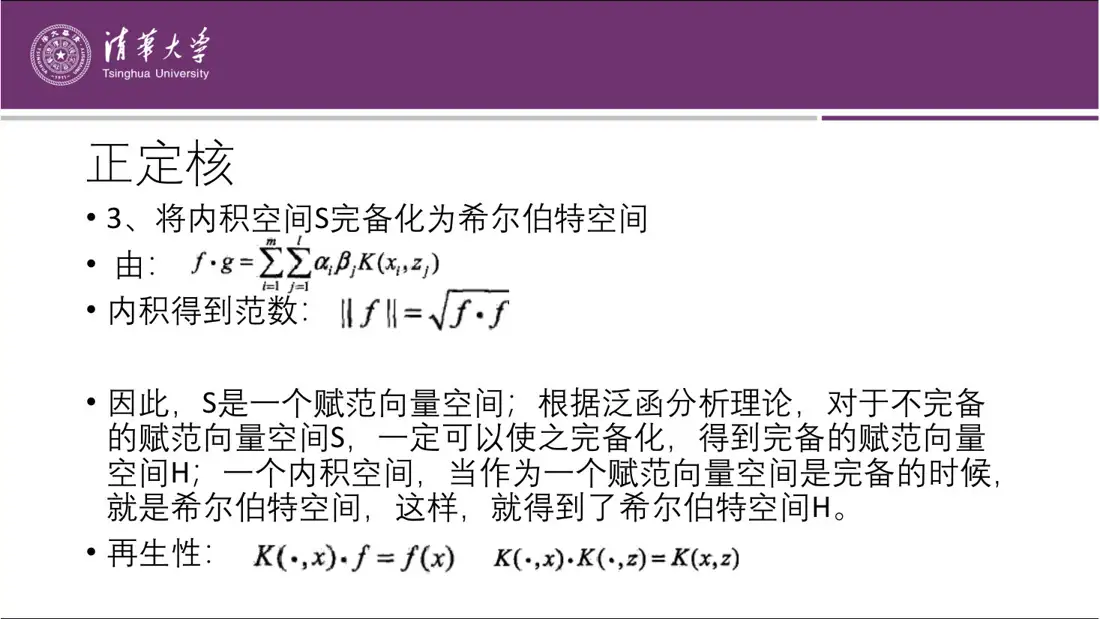 清华大学
Tsinghua University
正定核
• 3、将内积空间S完备化为希尔伯特空间
• 由： f•g=∑_{i=1}^{m}∑_{j=1}^{l}α_iβ_jK(x_i,z_j)
• 内积得到范数： ‖f‖=√(f•f)
• 因此，S是一个赋范向量空间；根据泛函分析理论，对于不完备
的赋范向量空间S，一定可以使之完备化，得到完备的赋范向量
空间H；一个内积空间，当作为一个赋范向量空间是完备的时候，
就是希尔伯特空间，这样，就得到了希尔伯特空间H。
• 再生性： K(•,x)•f=f(x) K(•,x)•K(•,z)=K(x,z)